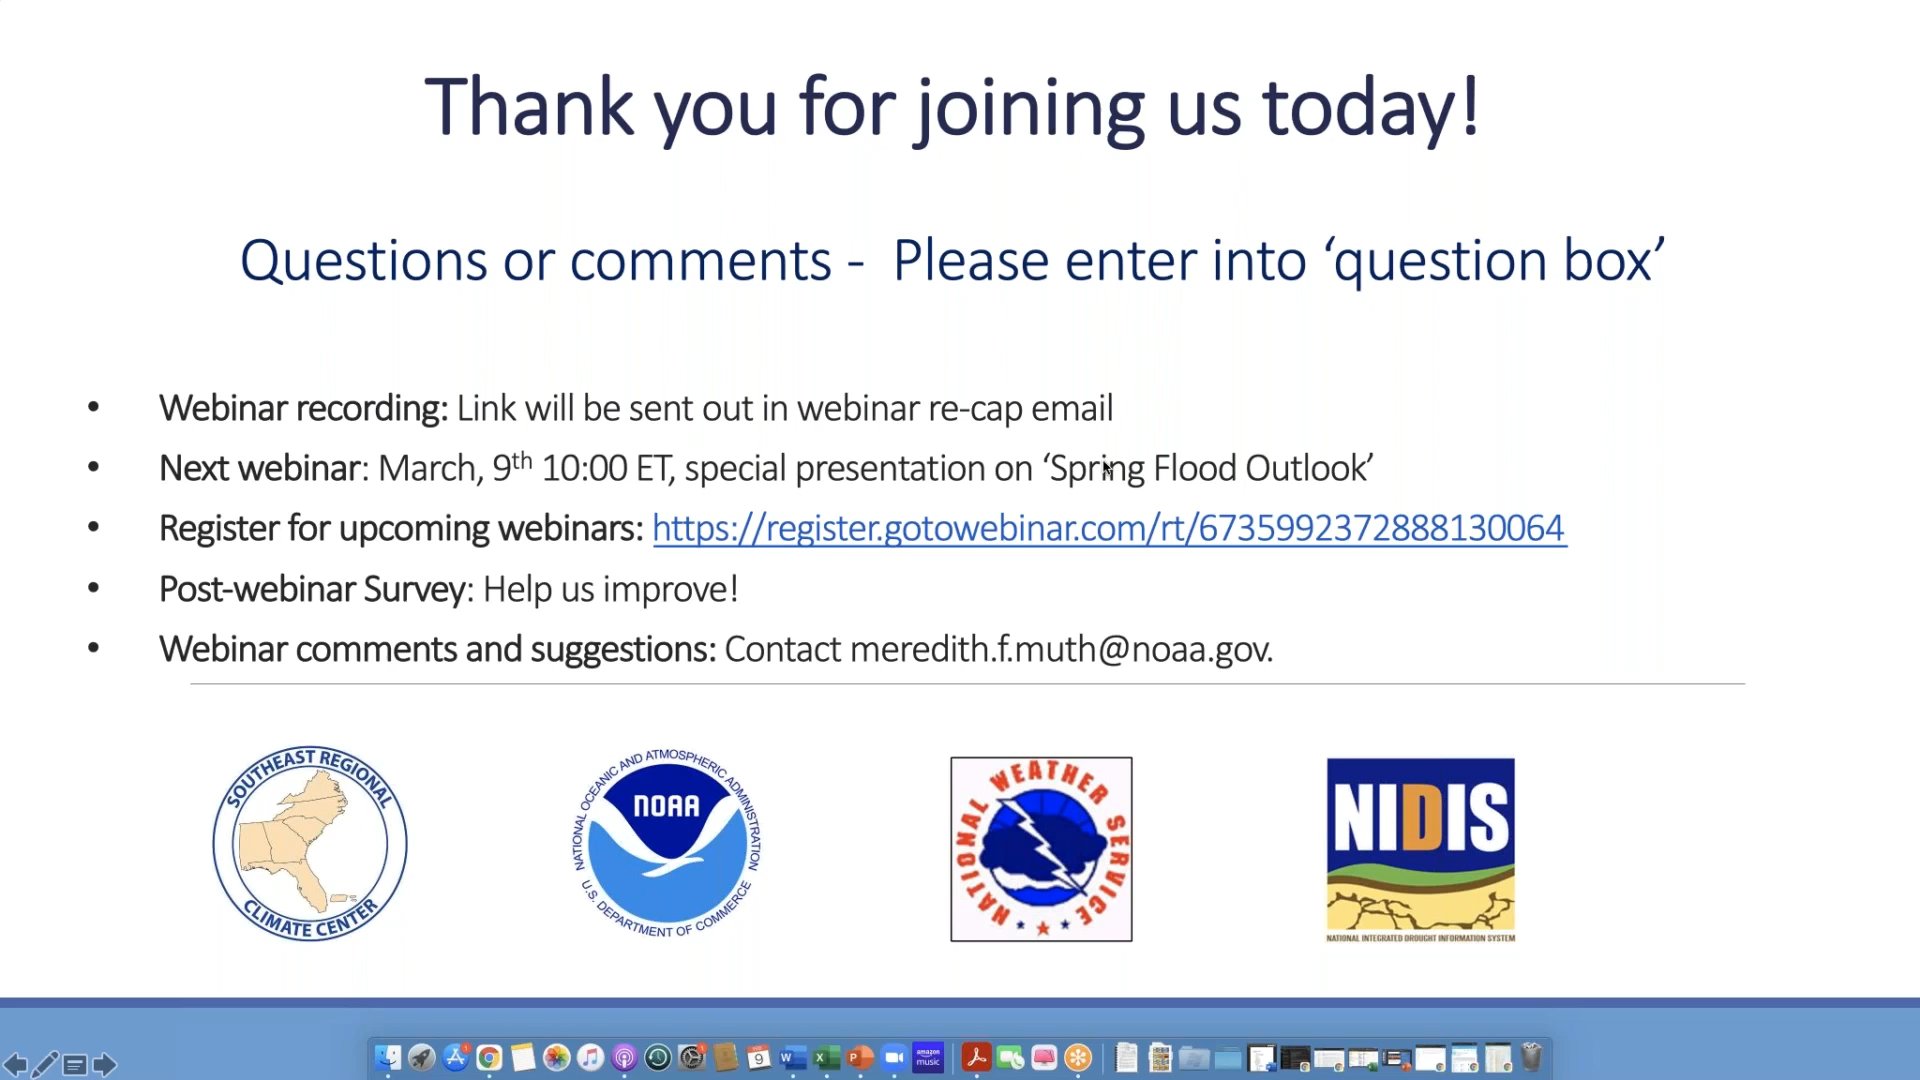 Thank you for joining us today!
Questions or comments - Please enter into ‘question box’
• Webinar recording: Link will be sent out in webinar re-cap email
• Next webinar: March, 9th 10:00 ET, special presentation on ‘Spring Flood Outlook’
• Register for upcoming webinars: https://register.gotowebinar.com/rt/6735992372888130064
• Post-webinar Survey: Help us improve!
• Webinar comments and suggestions: Contact meredith.f.muth@noaa.gov.
SOUTHEAST REGIONAL
CLIMATE CENTER
NATIONAL OCEANIC AND ATMOSPHERIC ADMINISTRATION
NOAA
U.S. DEPARTMENT OF COMMERCE
NATIONAL WEATHER SERVICE
NIDIS
NATIONAL INTEGRATED DROUGHT INFORMATION SYSTEM
9
W
X
P
amazon
music